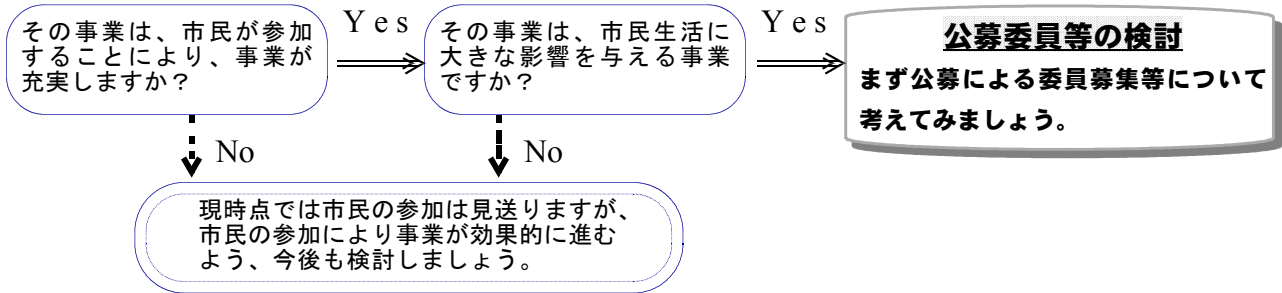 その事業は、市民が参加
することにより、事業が
充実しますか？
Yes
その事業は、市民生活に
大きな影響を与える事業
ですか？
Yes
公募委員等の検討
まず公募による委員募集等について
考えてみましょう。
No
No
現時点では市民の参加は見送りますが、
市民の参加により事業が効果的に進む
よう、今後も検討しましょう。